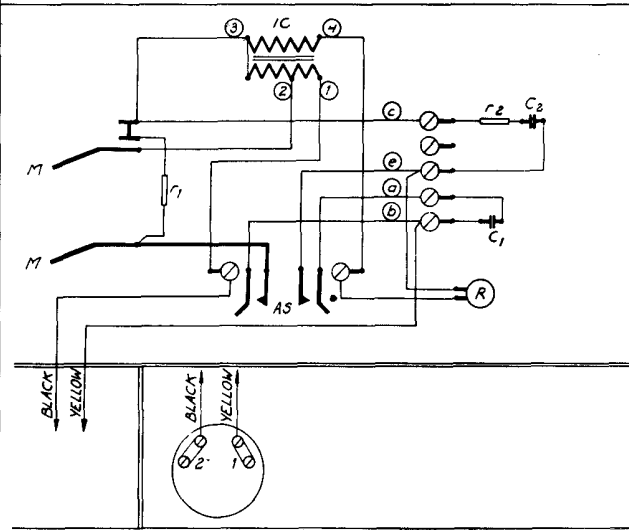 3 IC 4
2 1
c r2 C2
M
e
r1
a
b
C1
M
AS
R
BLACK YELLOW BLACK YELLOW
2 1